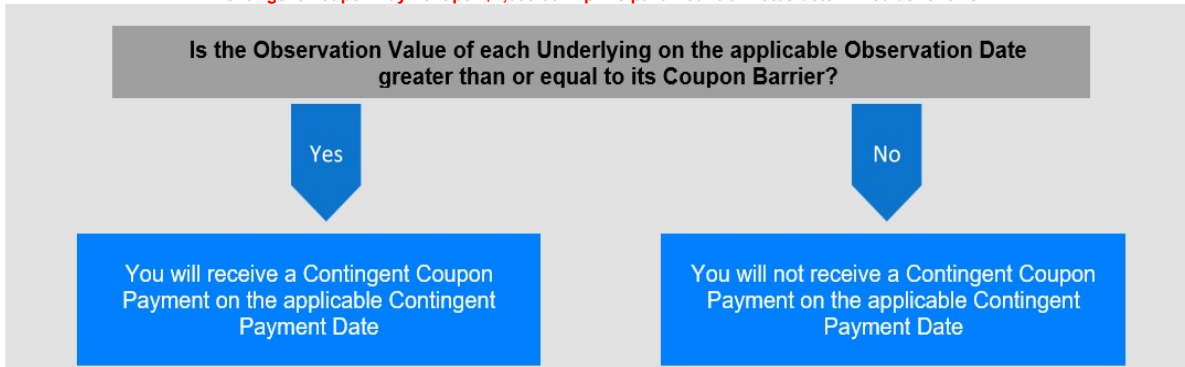 Is the Observation Value of each Underlying on the applicable Observation Date
greater than or equal to its Coupon Barrier?
Yes
No
You will receive a Contingent Coupon
Payment on the applicable Contingent
Payment Date
You will not receive a Contingent Coupon
Payment on the applicable Contingent
Payment Date